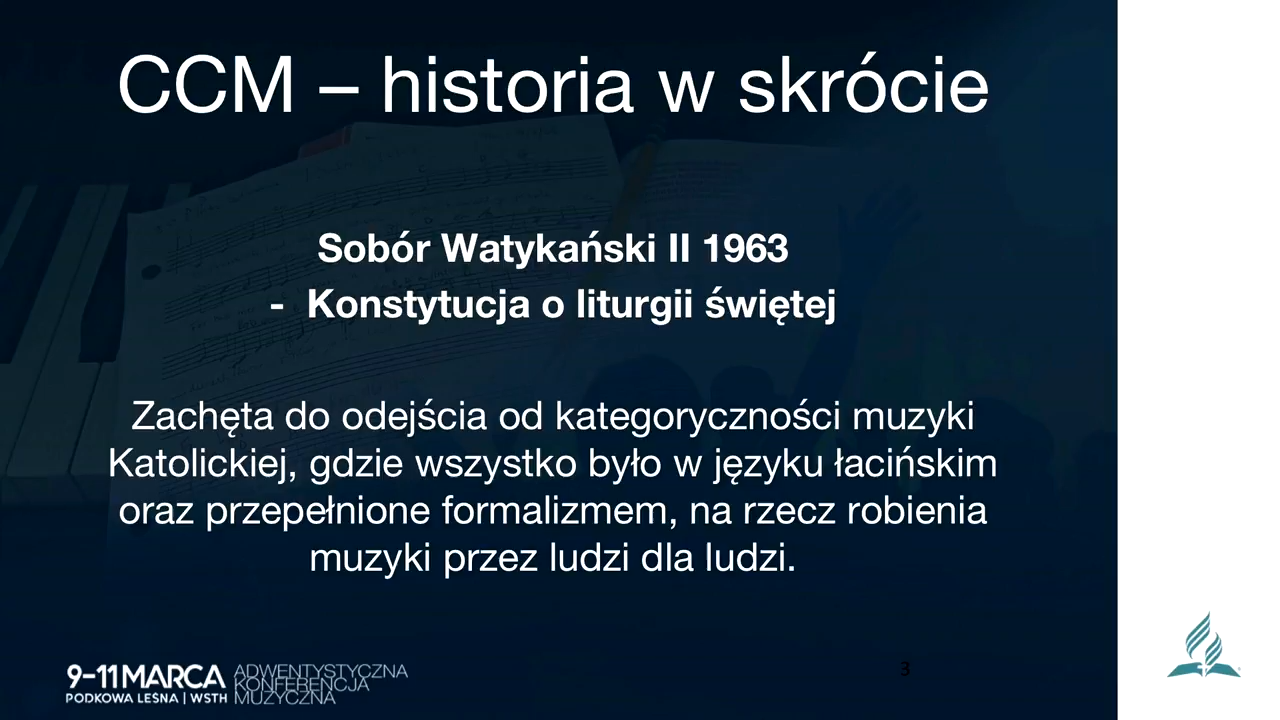 CCM – historia w skrócie
Sobór Watykański II 1963
- Konstytucja o liturgii świętej
Zachęta do odejścia od kategoryczności muzyki
Katolickiej, gdzie wszystko było w języku łacińskim
oraz przepełnione formalizmem, na rzecz robienia
muzyki przez ludzi dla ludzi.
9-11 MARCA
PODKOWA LEŚNA | WSTH
ADWENTYSTYCZNA
KONFERENCJA
MUZYCZNA
3